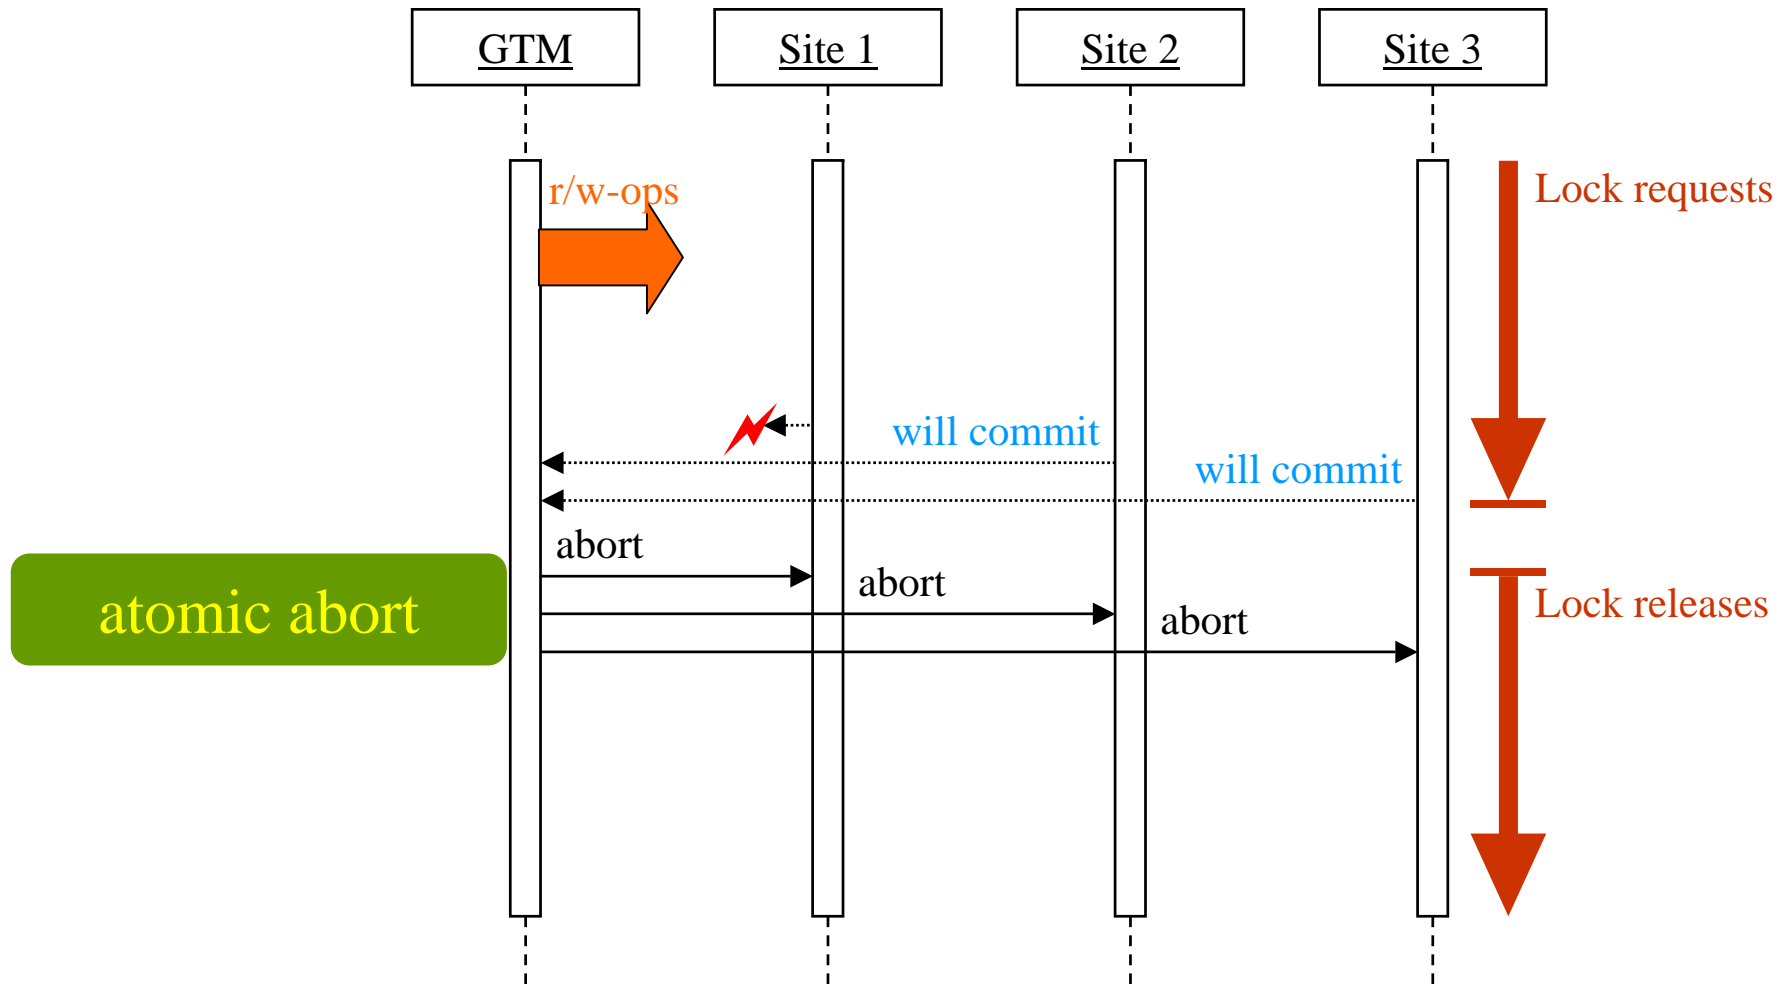 GTM
Site 1
Site 2
Site 3
r/w-ops
Lock requests
will commit
will commit
abort
abort
abort
atomic abort
Lock releases